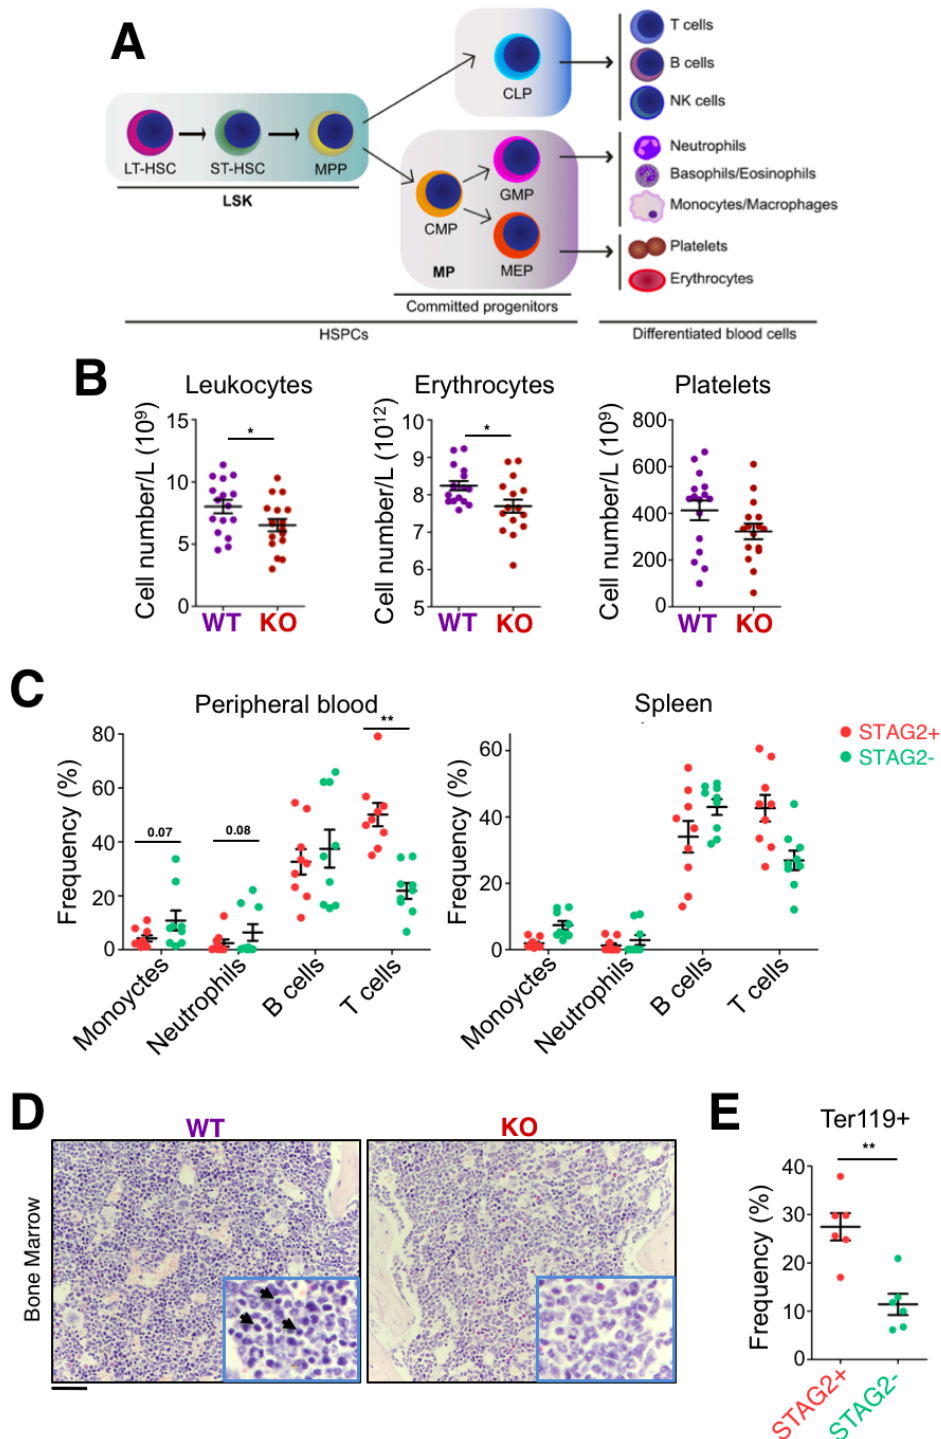 A
T cells
B cells
NK cells
CLP
LT-HSC
ST-HSC
MPP
LSK
Neutrophils
Basophils/Eosinophils
Monocytes/Macrophages
GMP
CMP
MP
MEP
Platelets
Erythrocytes
Committed progenitors
HSPCs
Differentiated blood cells
B
Leukocytes
Cell number/L (10⁹)
15
10
5
0
*
WT KO
Erythrocytes
Cell number/L (10¹²)
10
9
8
7
6
5
*
WT KO
Platelets
Cell number/L (10⁹)
800
600
400
200
0
WT KO
C
Peripheral blood
Frequency (%)
80
60
40
20
0
0.07
0.08
**
Monoyctes
Neutrophils
B cells
T cells
Spleen
Frequency (%)
60
40
20
0
Monoyctes
Neutrophils
B cells
T cells
STAG2+
STAG2-
D
WT
KO
Bone Marrow
E
Ter119+
**
Frequency (%)
40
30
20
10
0
STAG2+
STAG2-